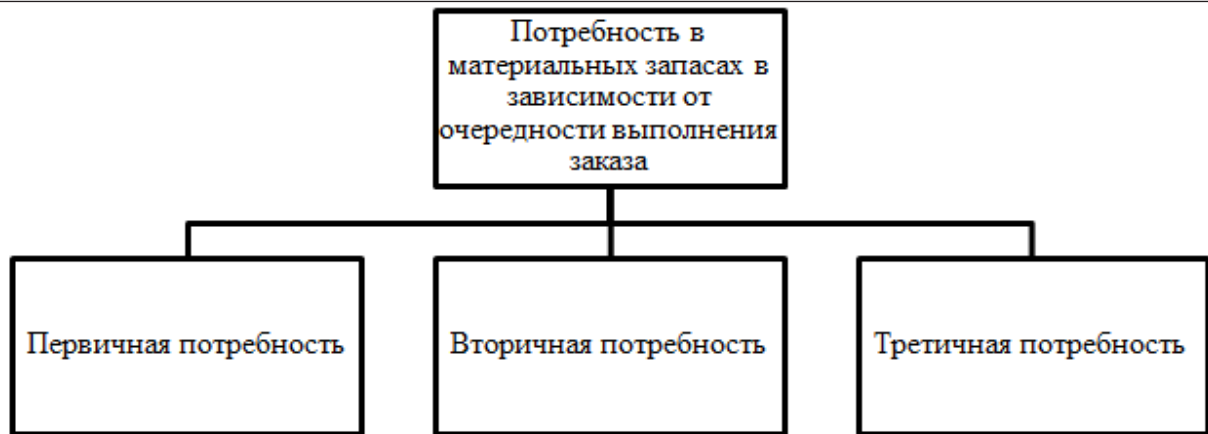 Потребность в
материальных запасах в
зависимости от
очередности выполнения
заказа
Первичная потребность
Вторичная потребность
Третичная потребность